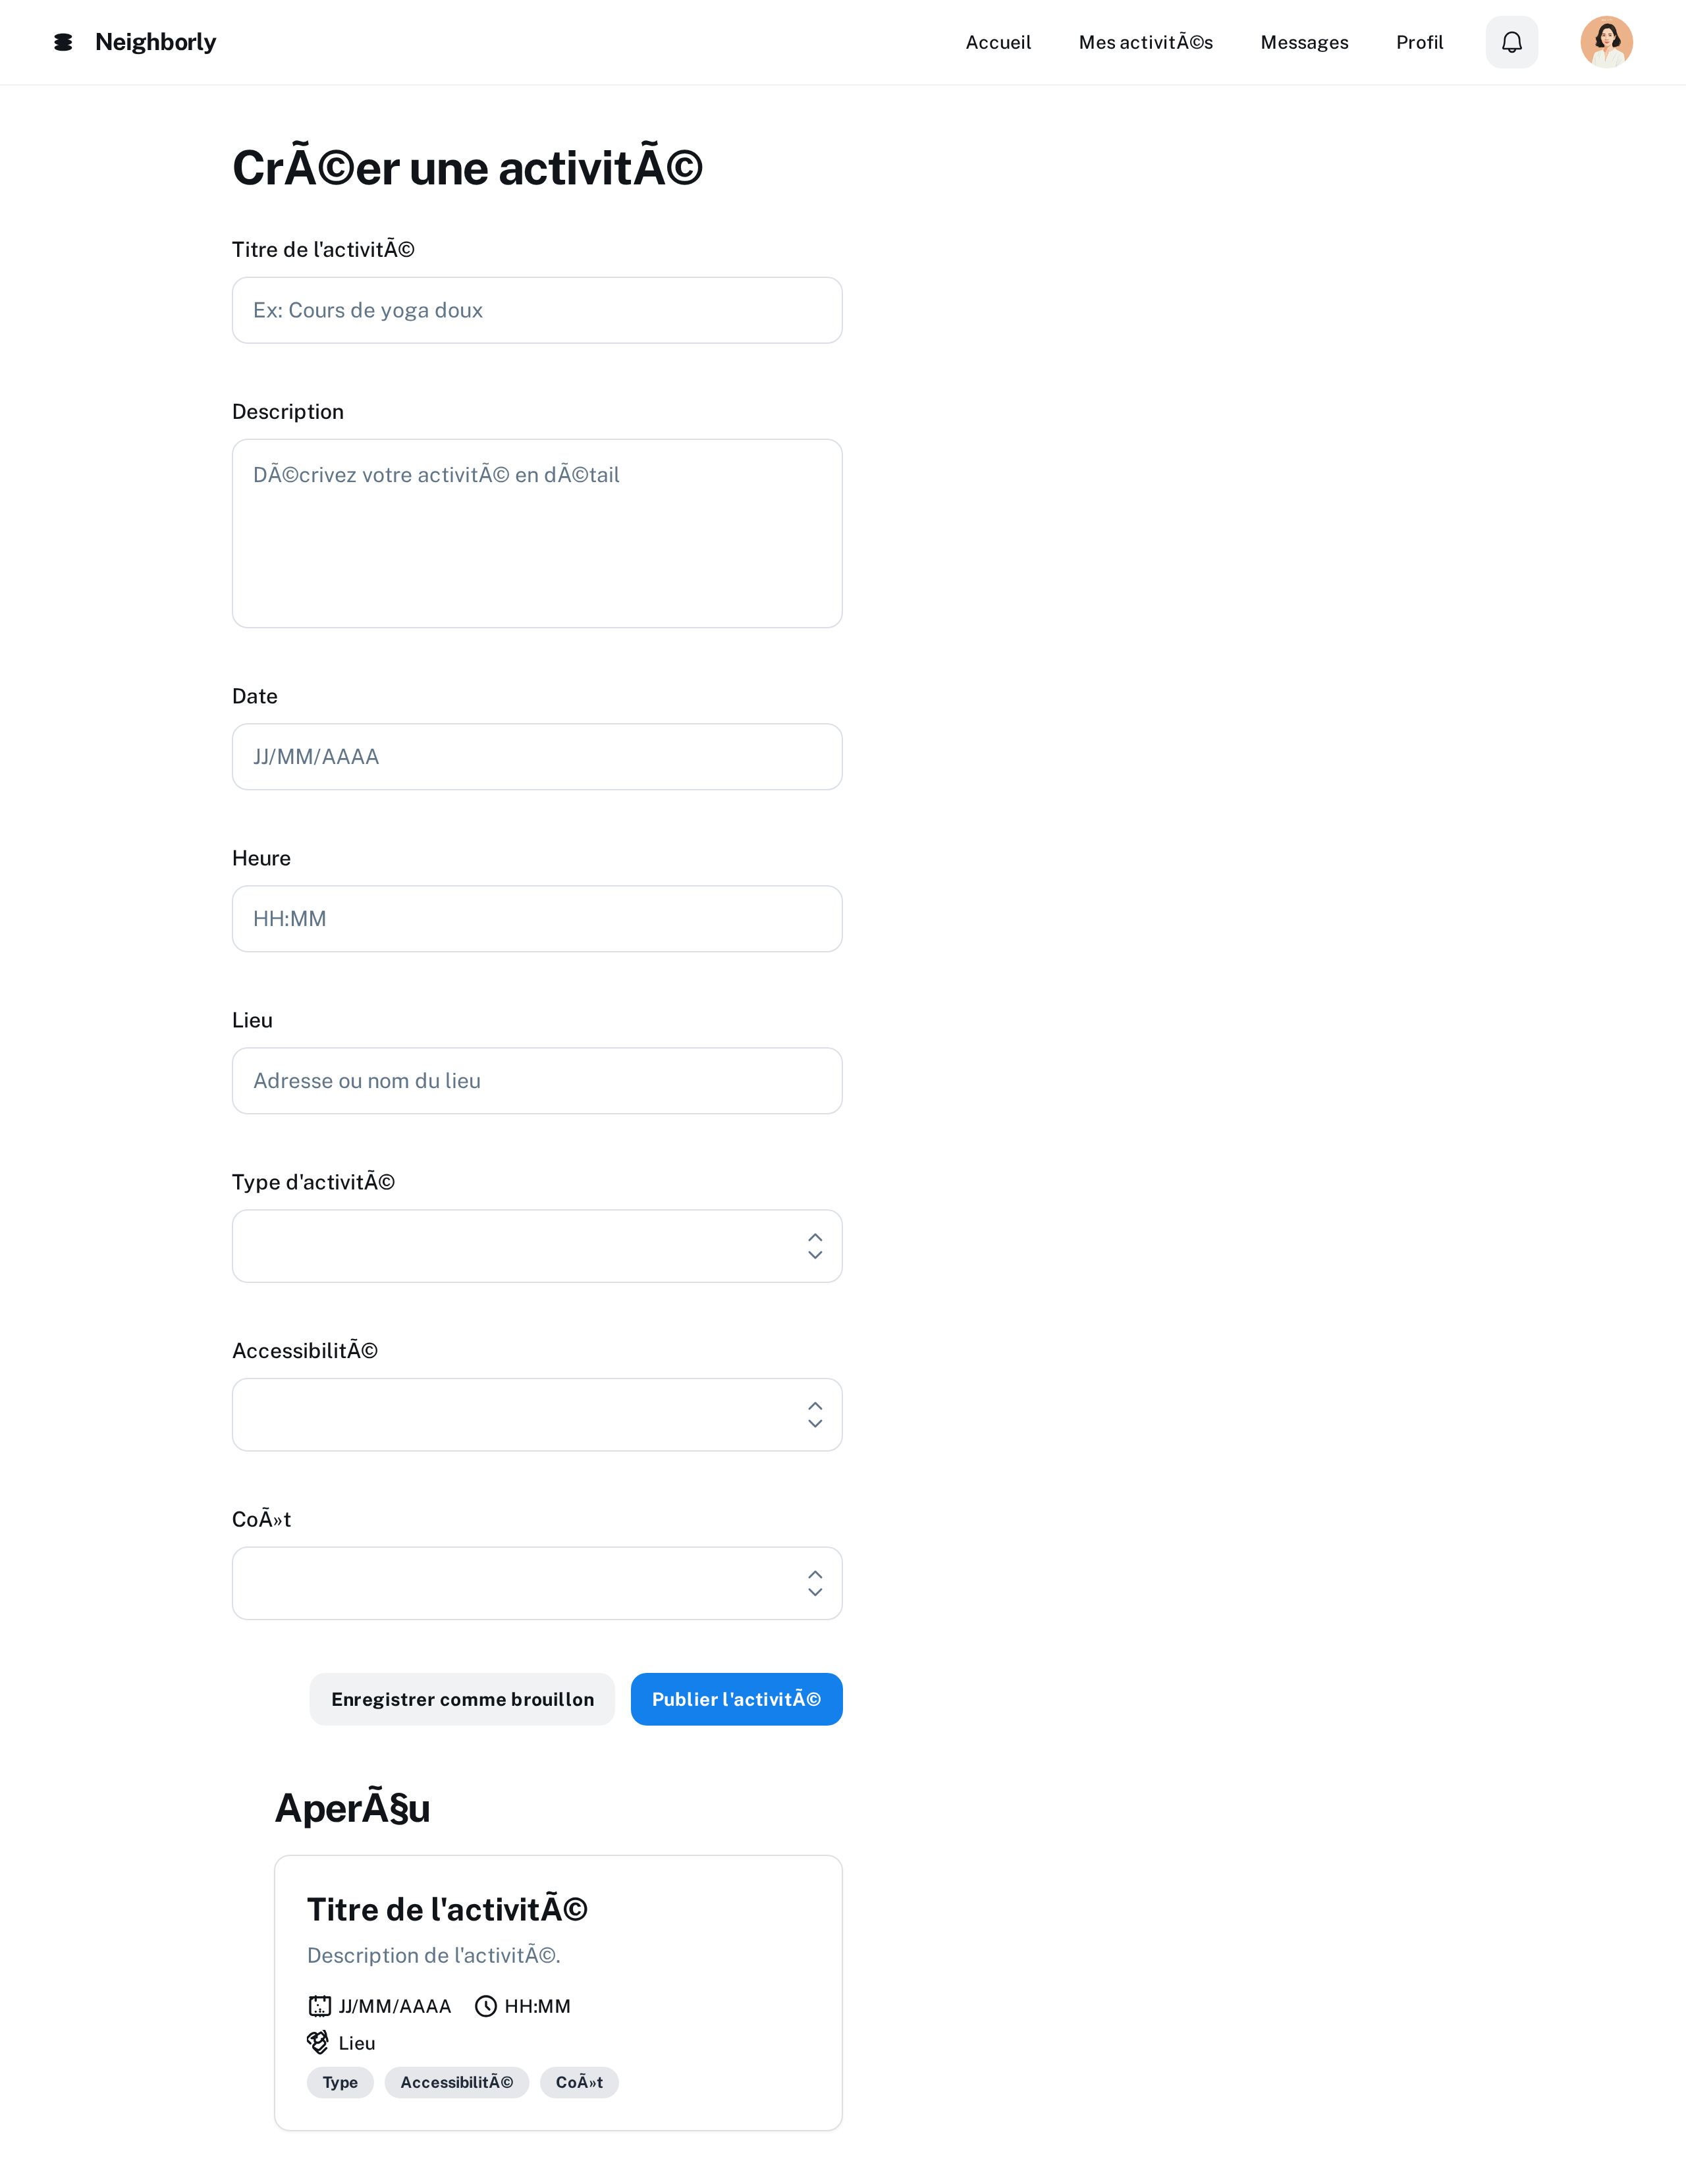 Neighborly
Accueil
Mes activitÃ©s
Messages
Profil
CrÃ©er une activitÃ©
Titre de l'activitÃ©
Ex: Cours de yoga doux
Description
DÃ©crivez votre activitÃ© en dÃ©tail
Date
JJ/MM/AAAA
Heure
HH:MM
Lieu
Adresse ou nom du lieu
Type d'activitÃ©
AccessibilitÃ©
CoÃ»t
Enregistrer comme brouillon
Publier l'activitÃ©
AperÃ§u
Titre de l'activitÃ©
Description de l'activitÃ©.
JJ/MM/AAAA
HH:MM
Lieu
Type
AccessibilitÃ©
CoÃ»t